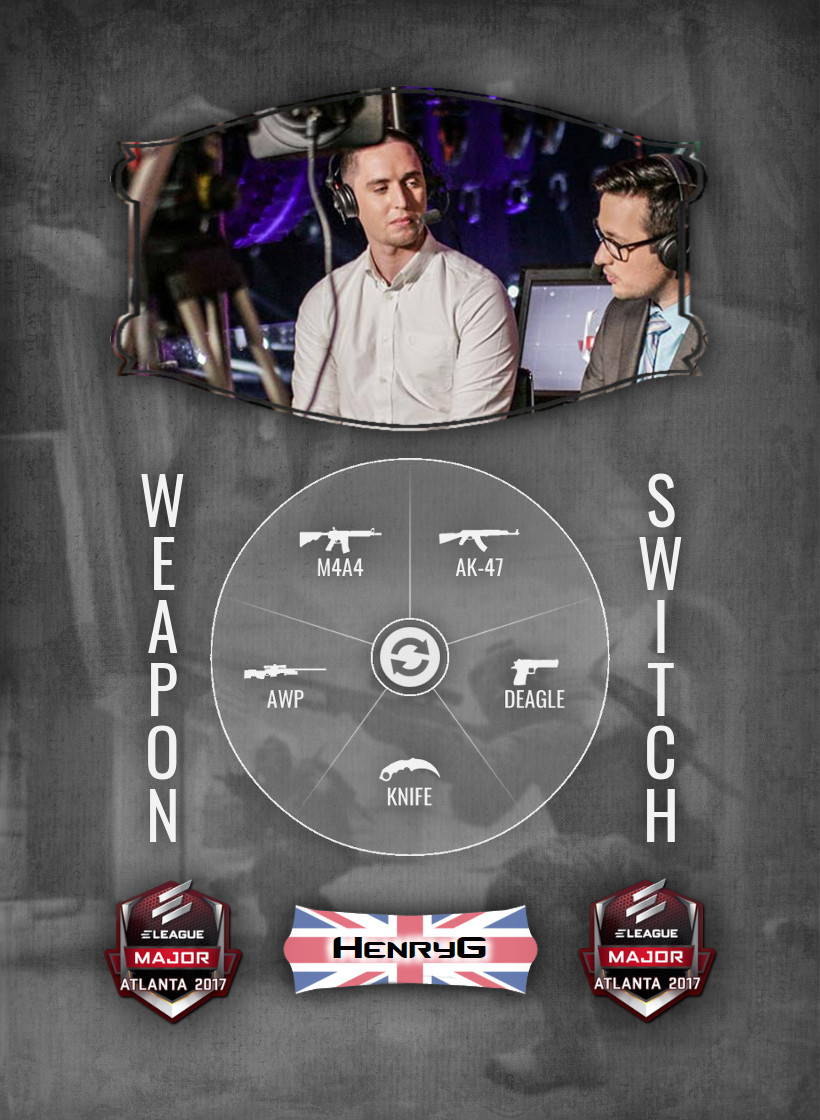 WEAPON
SWITCH
M4A4
AK-47
AWP
DEAGLE
KNIFE
ELEAGUE
MAJOR
ATLANTA 2017
HENRYG
ELEAGUE
MAJOR
ATLANTA 2017